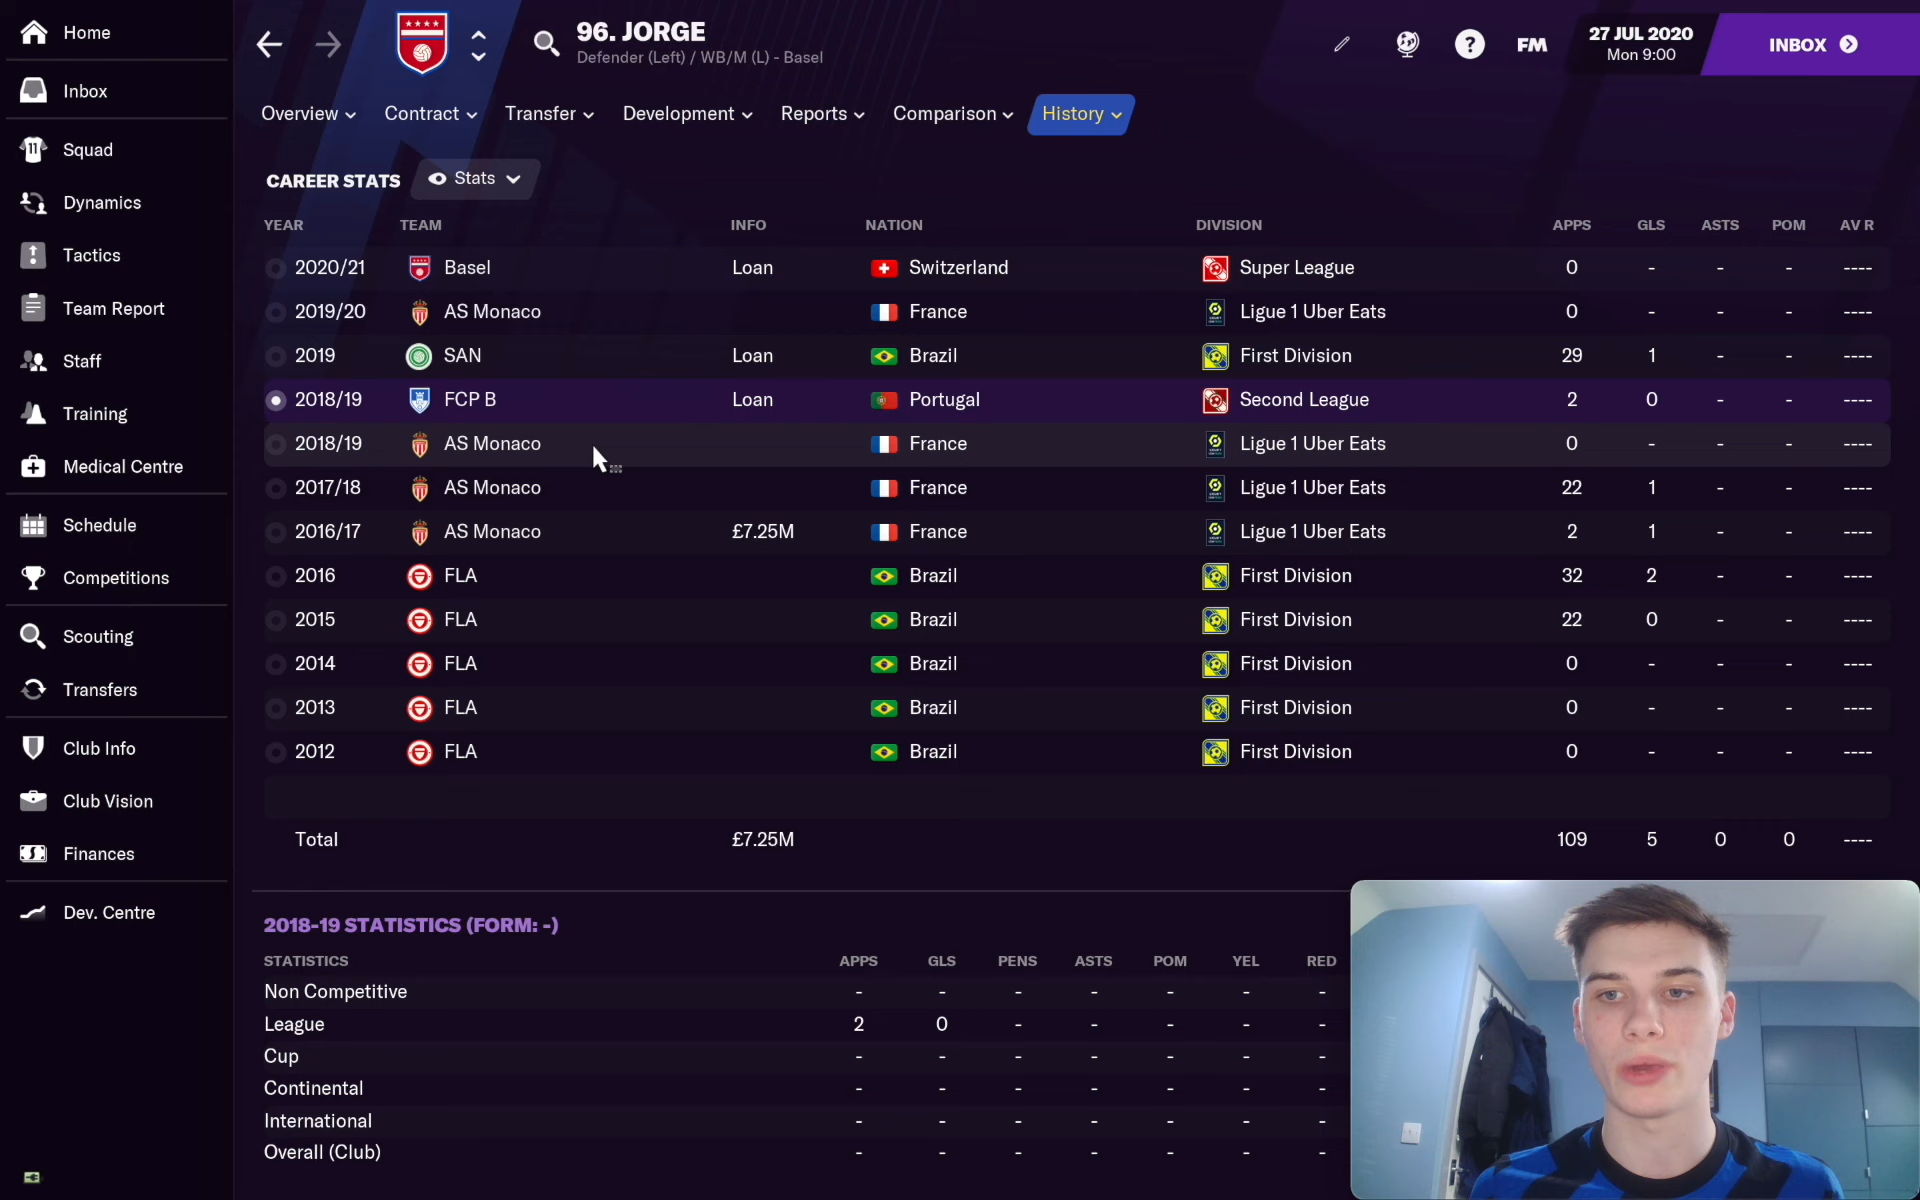 Home
Inbox
Squad
Dynamics
Tactics
Team Report
Staff
Training
Medical Centre
Schedule
Competitions
Scouting
Transfers
Club Info
Club Vision
Finances
Dev. Centre
96. JORGE
Defender (Left) / WB/M (L) - Basel
? FM 27 JUL 2020
Mon 9:00
INBOX
Overview Contract Transfer Development Reports Comparison History
CAREER STATS Stats
YEAR TEAM INFO NATION DIVISION APPS GLS ASTS POM AV R
2020/21 Basel Loan Switzerland Super League 0 - - - ----
2019/20 AS Monaco France Ligue 1 Uber Eats 0 - - - ----
2019 SAN Loan Brazil First Division 29 1 - - ----
2018/19 FCP B Loan Portugal Second League 2 0 - - ----
2018/19 AS Monaco France Ligue 1 Uber Eats 0 - - - ----
2017/18 AS Monaco France Ligue 1 Uber Eats 22 1 - - ----
2016/17 AS Monaco £7.25M France Ligue 1 Uber Eats 2 1 - - ----
2016 FLA Brazil First Division 32 2 - - ----
2015 FLA Brazil First Division 22 0 - - ----
2014 FLA Brazil First Division 0 - - - ----
2013 FLA Brazil First Division 0 - - - ----
2012 FLA Brazil First Division 0 - - - ----
Total £7.25M 109 5 0 0 ----
2018-19 STATISTICS (FORM: -)
STATISTICS APPS GLS PENS ASTS POM YEL RED
Non Competitive - - - - - - -
League 2 0 - - - - -
Cup - - - - - - -
Continental - - - - - - -
International - - - - - - -
Overall (Club) - - - - - - -